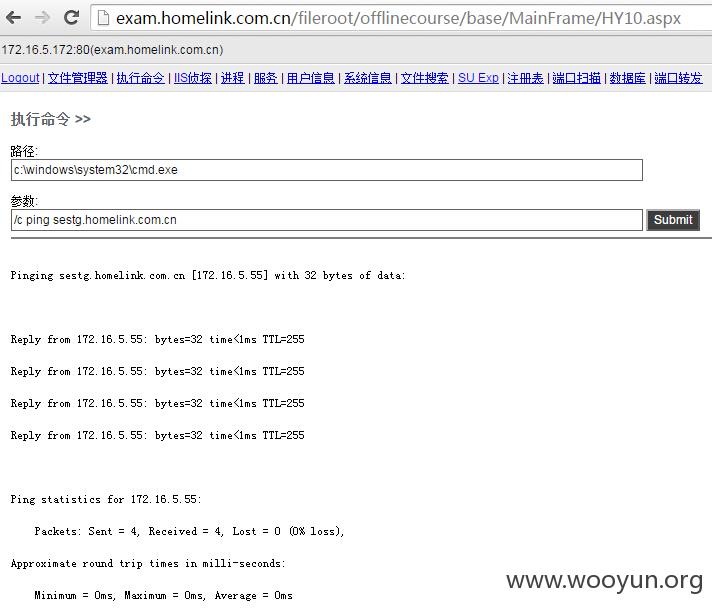 exam.homelink.com.cn/fileroot/offlinecourse/base/MainFrame/HY10.aspx
172.16.5.172:80(exam.homelink.com.cn)
Logout | 文件管理器 | 执行命令 | IIS侦探 | 进程 | 服务 | 用户信息 | 系统信息 | 文件搜索 | SU Exp | 注册表 | 端口扫描 | 数据库 | 端口转发
执行命令 >>
路径:
c:\windows\system32\cmd.exe
参数:
/c ping sestg.homelink.com.cn Submit
Pinging sestg.homelink.com.cn [172.16.5.55] with 32 bytes of data:
Reply from 172.16.5.55: bytes=32 time<1ms TTL=255
Reply from 172.16.5.55: bytes=32 time<1ms TTL=255
Reply from 172.16.5.55: bytes=32 time<1ms TTL=255
Reply from 172.16.5.55: bytes=32 time<1ms TTL=255
Ping statistics for 172.16.5.55:
Packets: Sent = 4, Received = 4, Lost = 0 (0% loss),
Approximate round trip times in milli-seconds:
Minimum = 0ms, Maximum = 0ms, Average = 0ms
www.wooyun.org